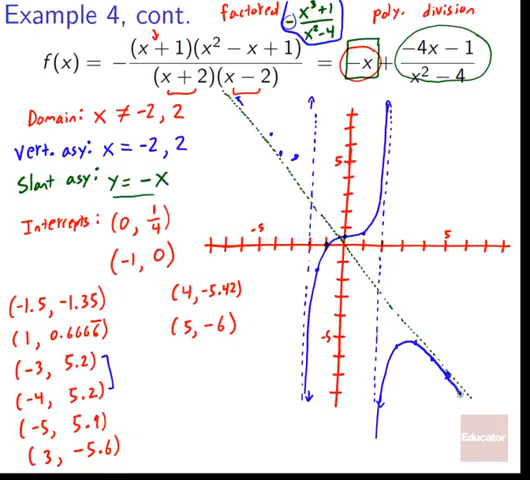 Example 4, cont. factored - x³+1 / x²-4 poly. division
f(x) = - (x + 1)(x² − x + 1) / (x + 2)(x − 2) = -x + −4x − 1 / x² − 4
Domain: x ≠ -2, 2
Vert. asy: x = -2, 2
Slant asy: y = -x
Intercepts: (0, 1/4)
(-1, 0)
(-1.5, -1.35)
(1, 0.6666̅)
(-3, 5.2)
(-4, 5.2)
(-5, 5.9)
(3, -5.6)
(4, -5.42)
(5, -6)
-5
5
5
-5
Educator